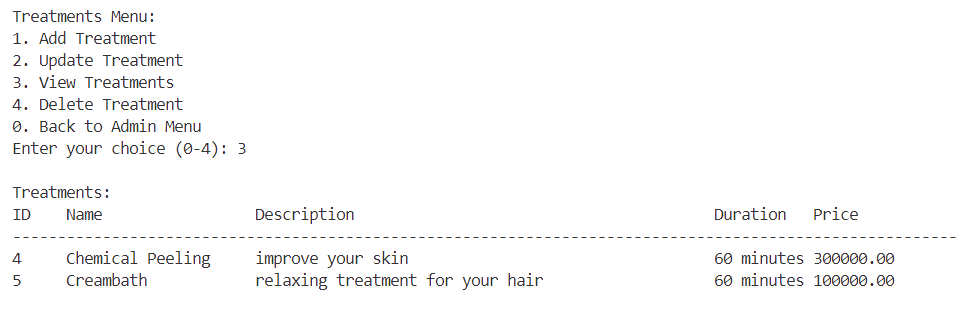 Treatments Menu:
1. Add Treatment
2. Update Treatment
3. View Treatments
4. Delete Treatment
0. Back to Admin Menu
Enter your choice (0-4): 3

Treatments:
ID    Name                 Description                                        Duration   Price
---------------------------------------------------------------------------------------------------------
4     Chemical Peeling     improve your skin                                  60 minutes 300000.00
5     Creambath            relaxing treatment for your hair                   60 minutes 100000.00